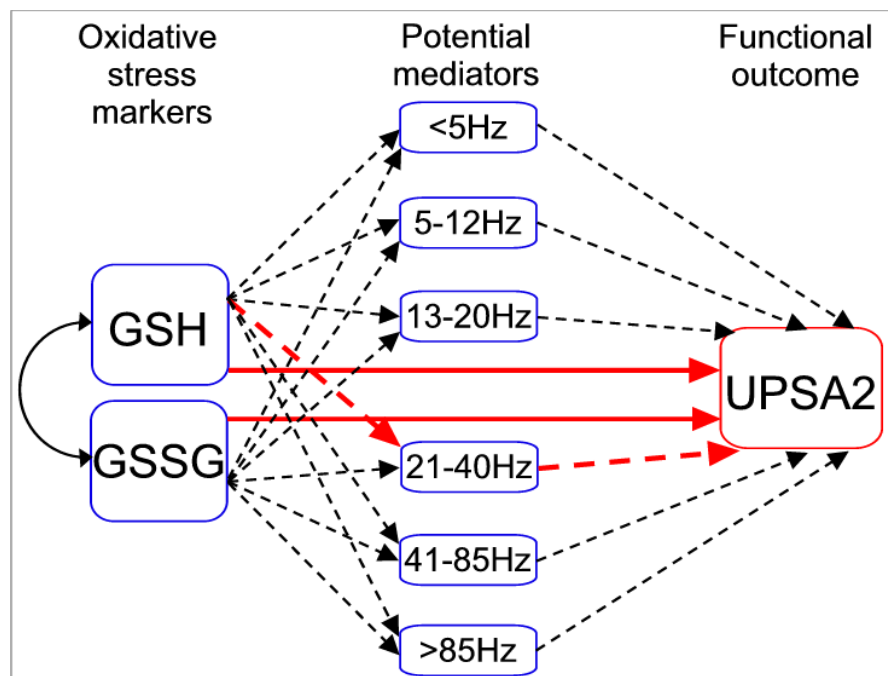 Oxidative
stress
markers
Potential
mediators
Functional
outcome
<5Hz
5-12Hz
13-20Hz
GSH
UPSA2
GSSG
21-40Hz
41-85Hz
>85Hz